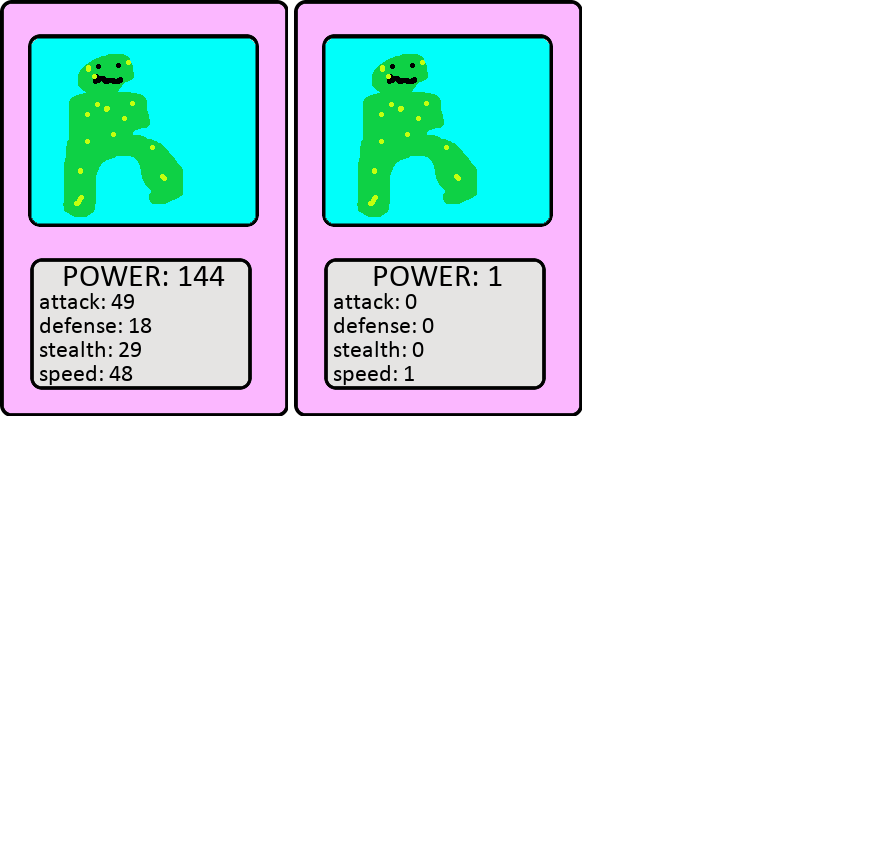 POWER: 144
attack: 49
defense: 18
stealth: 29
speed: 48
POWER: 1
attack: 0
defense: 0
stealth: 0
speed: 1